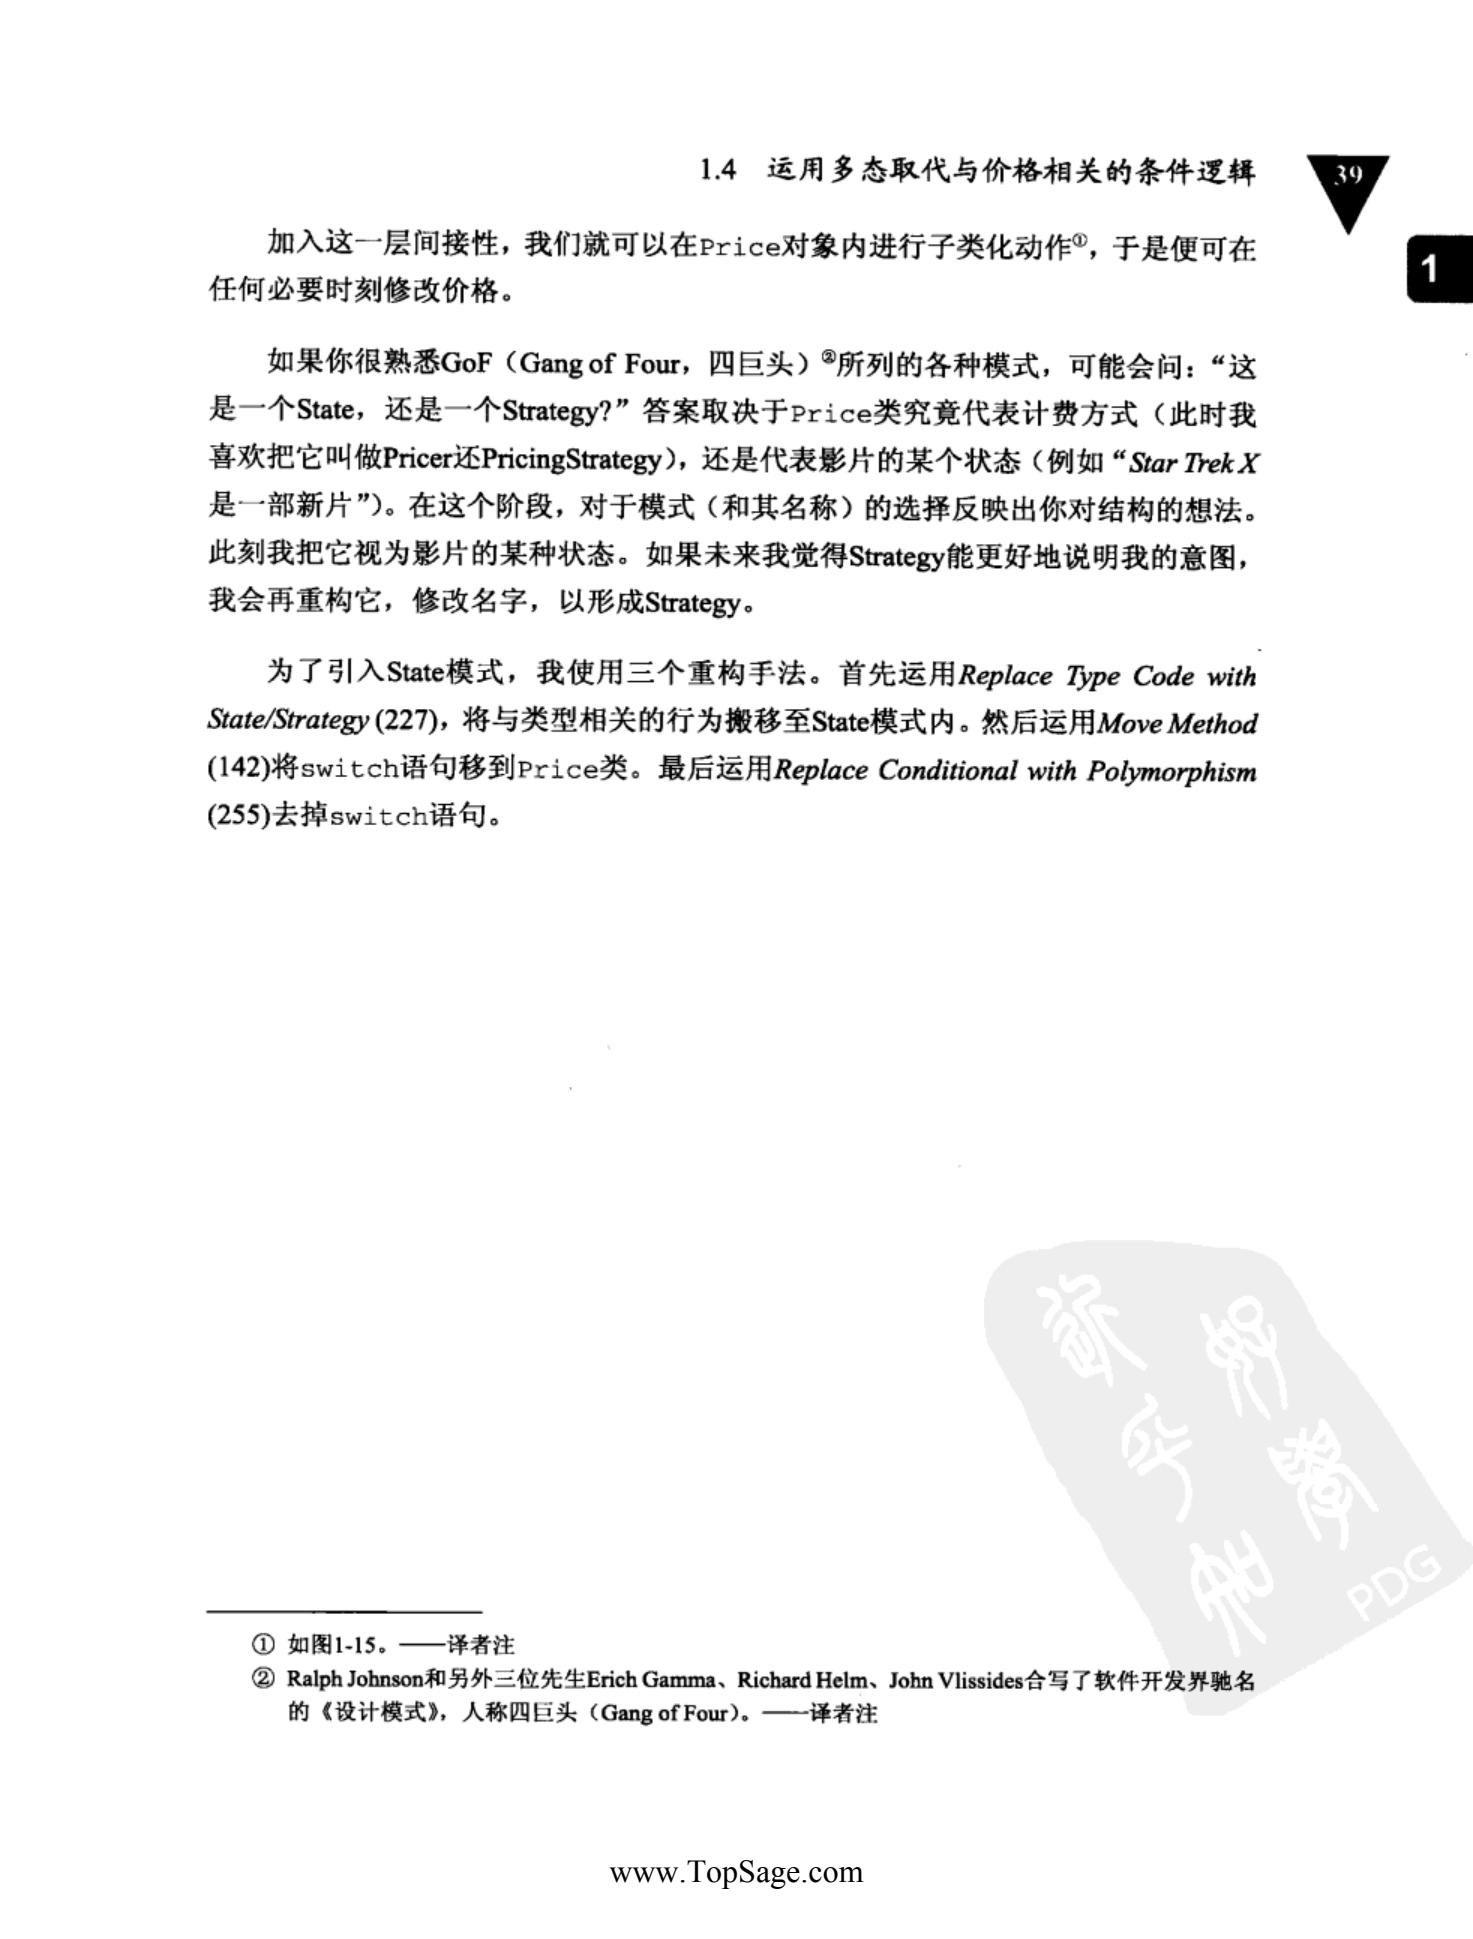 1.4 运用多态取代与价格相关的条件逻辑
39
1
加入这一层间接性，我们就可以在Price对象内进行子类化动作①，于是便可在
任何必要时刻修改价格。
如果你很熟悉GoF（Gang of Four，四巨头）②所列的各种模式，可能会问：“这
是一个State，还是一个Strategy?”答案取决于Price类究竟代表计费方式（此时我
喜欢把它叫做Pricer还PricingStrategy），还是代表影片的某个状态（例如“Star Trek X
是一部新片”）。在这个阶段，对于模式（和其名称）的选择反映出你对结构的想法。
此刻我把它视为影片的某种状态。如果未来我觉得Strategy能更好地说明我的意图，
我会再重构它，修改名字，以形成Strategy。
为了引入State模式，我使用三个重构手法。首先运用Replace Type Code with
State/Strategy (227)，将与类型相关的行为搬移至State模式内。然后运用Move Method
(142)将switch语句移到Price类。最后运用Replace Conditional with Polymorphism
(255)去掉switch语句。
① 如图1-15。——译者注
② Ralph Johnson和另外三位先生Erich Gamma、Richard Helm、John Vlissides合写了软件开发界驰名
的《设计模式》，人称四巨头（Gang of Four）。——译者注
PDG
www.TopSage.com